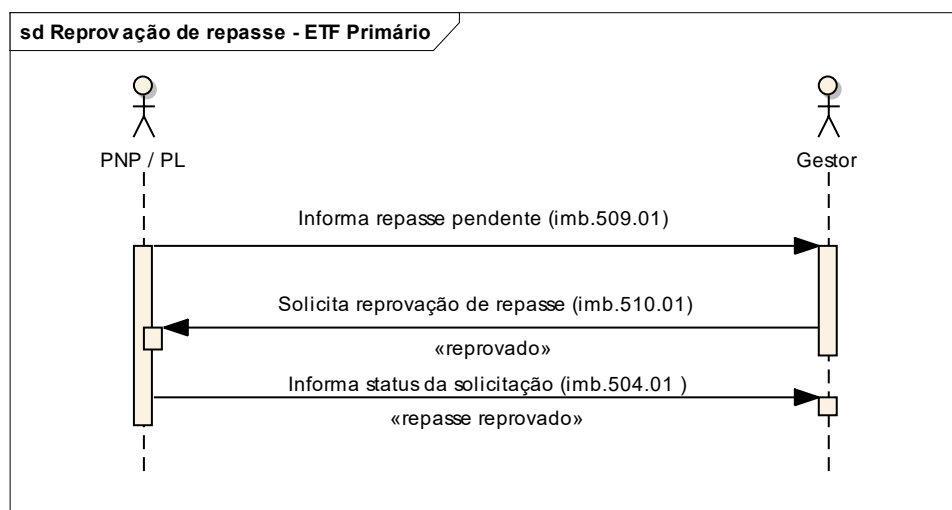 sd Reprovação de repasse - ETF Primário
PNP / PL
Gestor
Informa repasse pendente (imb.509.01)
Solicita reprovação de repasse (imb.510.01)
«reprovado»
Informa status da solicitação (imb.504.01 )
«repasse reprovado»